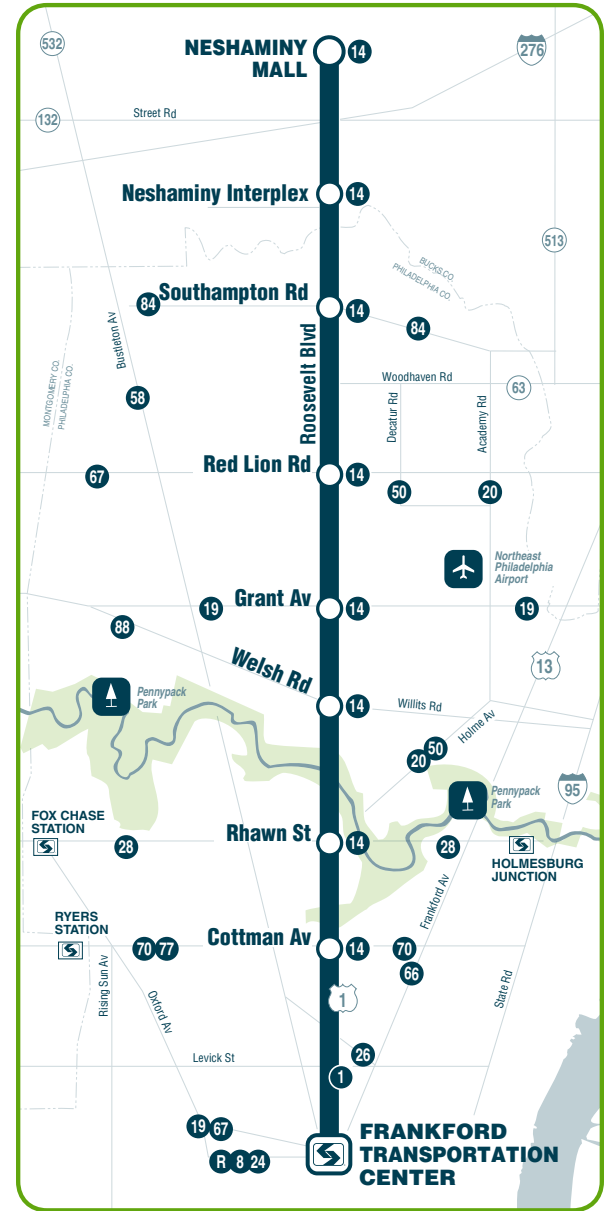 532
NESHAMINY
MALL
14
276
132
Street Rd
Neshaminy Interplex
14
513
BUCKS CO.
PHILADELPHIA CO.
84
Southampton Rd
14
84
Bustleton Av
Roosevelt Blvd
MONTGOMERY CO.
PHILADELPHIA CO.
58
Woodhaven Rd
63
Decatur Rd
Academy Rd
67
Red Lion Rd
14
50
20
Northeast
Philadelphia
Airport
19
Grant Av
14
19
88
Welsh Rd
13
14
Willits Rd
Pennypack
Park
Holme Av
50
20
95
Pennypack
Park
FOX CHASE
STATION
S
28
Rhawn St
14
28
S
HOLMESBURG
JUNCTION
Frankford Av
RYERS
STATION
S
70
77
Cottman Av
14
70
66
Rising Sun Av
Oxford Av
1
State Rd
Levick St
26
1
19
67
R
8
24
S
FRANKFORD
TRANSPORTATION
CENTER